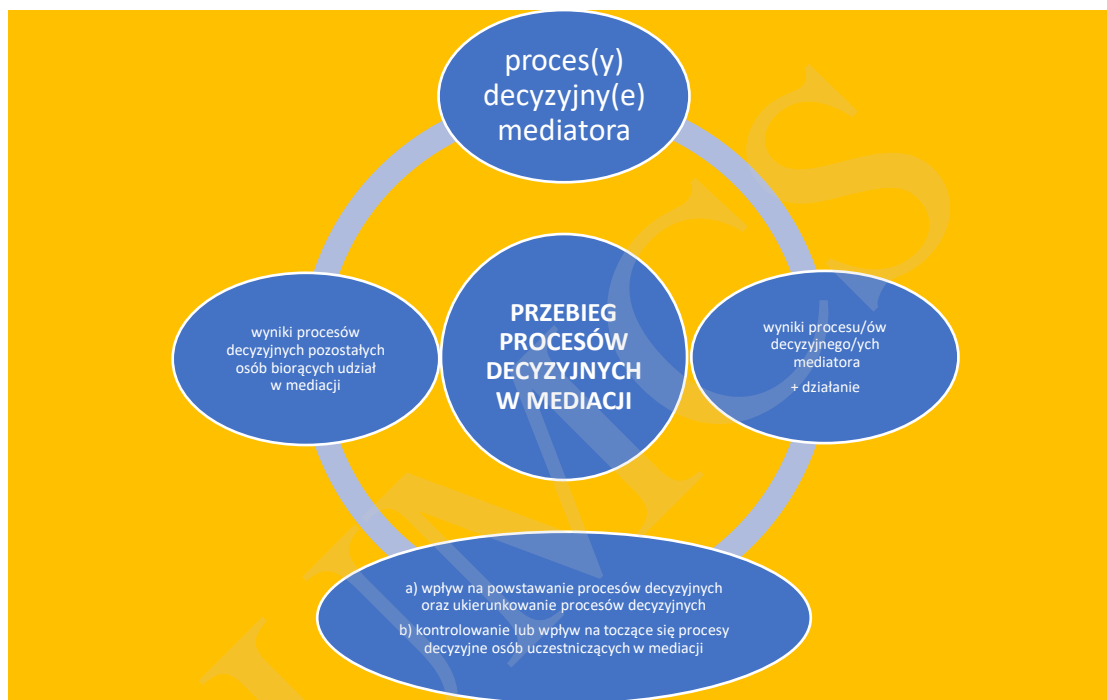 proces(y)
decyzyjny(e)
mediatora
wyniki procesów
decyzyjnych pozostałych
osób biorących udział
w mediacji
PRZEBIEG
PROCESÓW
DECYZYJNYCH
W MEDIACJI
wyniki procesu/ów
decyzyjnego/ych
mediatora
+ działanie
a) wpływ na powstawanie procesów decyzyjnych
oraz ukierunkowanie procesów decyzyjnych
b) kontrolowanie lub wpływ na toczące się procesy
decyzyjne osób uczestniczących w mediacji
UMCS